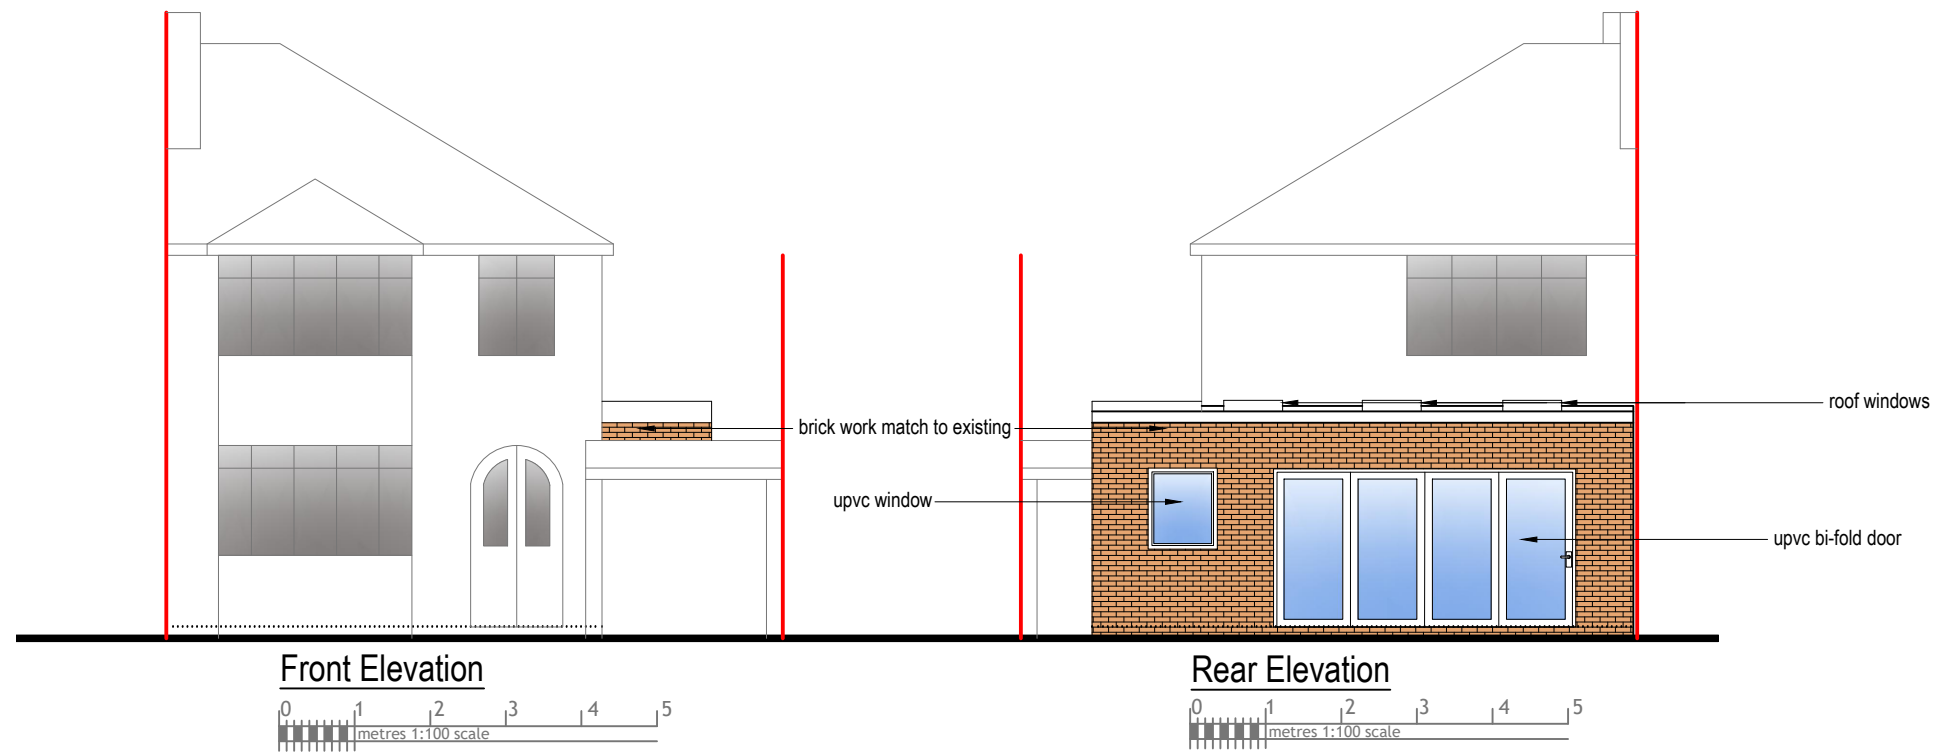 roof windows
brick work match to existing
upvc window
upvc bi-fold door
Front Elevation
0 1 2 3 4 5
metres 1:100 scale
Rear Elevation
0 1 2 3 4 5
metres 1:100 scale